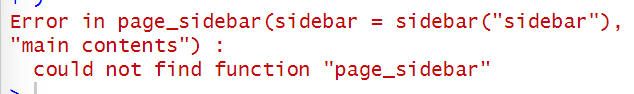 Error in page_sidebar(sidebar = sidebar("sidebar"),
"main contents") :
  could not find function "page_sidebar"
>